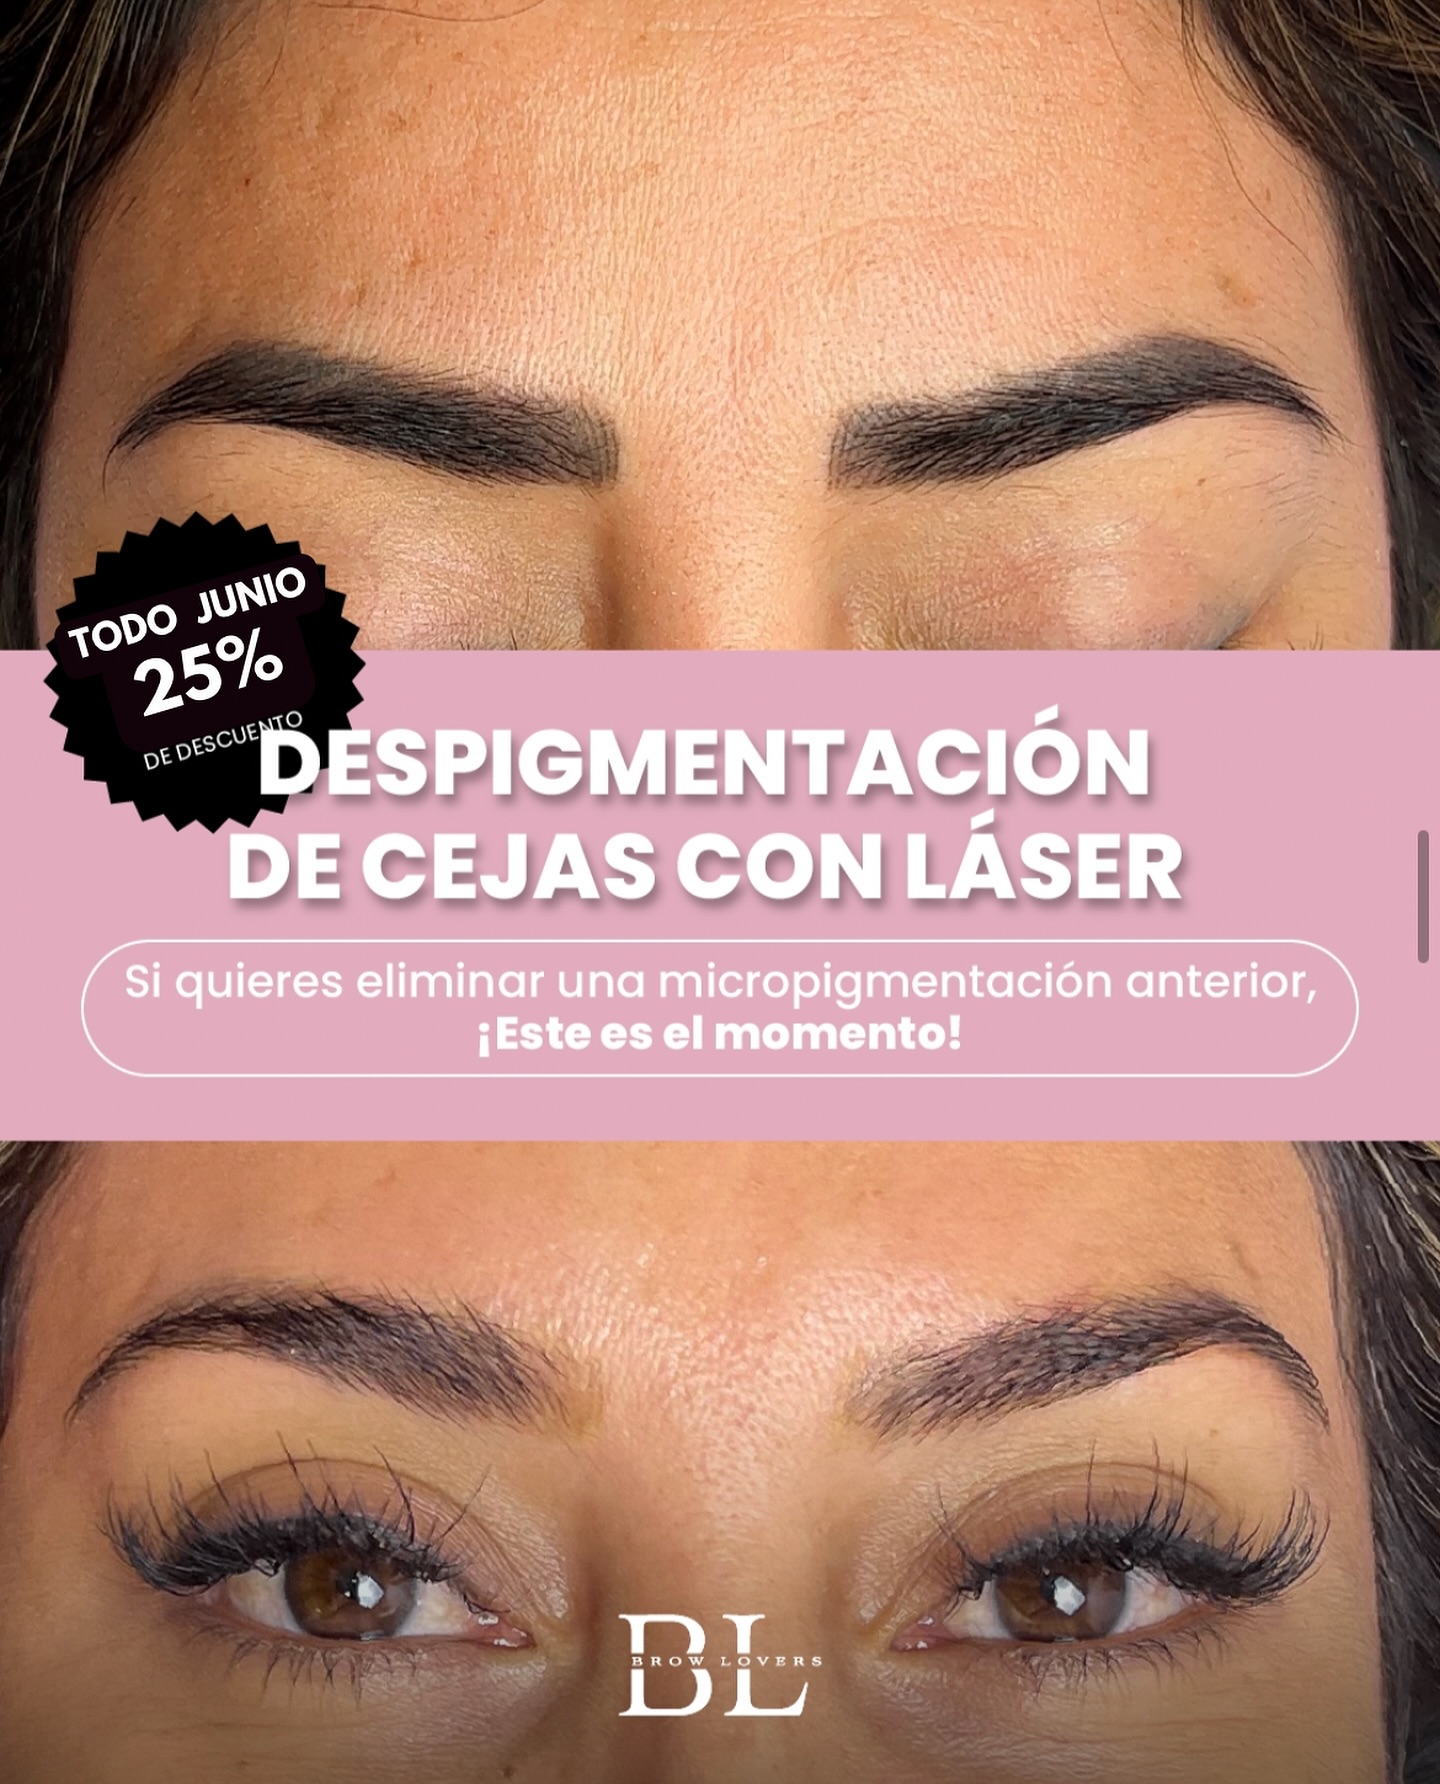 TODO JUNIO
25%
DE DESCUENTO
DESPIGMENTACIÓN
DE CEJAS CON LÁSER
Si quieres eliminar una micropigmentación anterior,
¡Este es el momento!
BL
BROW LOVERS